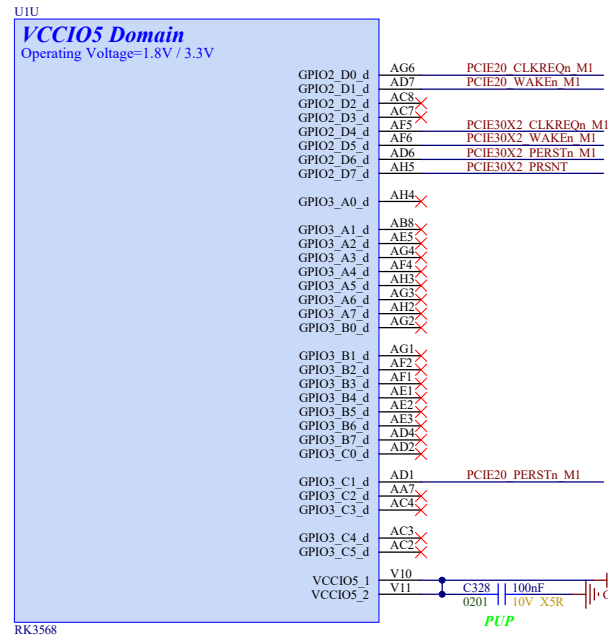 U1U
VCCIO5 Domain
Operating Voltage=1.8V / 3.3V
GPIO2_D0_d AG6 PCIE20_CLKREQn_M1
GPIO2_D1_d AD7 PCIE20_WAKEn_M1
GPIO2_D2_d AC8
GPIO2_D3_d AC7
GPIO2_D4_d AF5 PCIE30X2_CLKREQn_M1
GPIO2_D5_d AF6 PCIE30X2_WAKEn_M1
GPIO2_D6_d AD6 PCIE30X2_PERSTn_M1
GPIO2_D7_d AH5 PCIE30X2_PRSNT
GPIO3_A0_d AH4
GPIO3_A1_d AB8
GPIO3_A2_d AE5
GPIO3_A3_d AG4
GPIO3_A4_d AF4
GPIO3_A5_d AH3
GPIO3_A6_d AG3
GPIO3_A7_d AH2
GPIO3_B0_d AG2
GPIO3_B1_d AG1
GPIO3_B2_d AF2
GPIO3_B3_d AF1
GPIO3_B4_d AE1
GPIO3_B5_d AE2
GPIO3_B6_d AE3
GPIO3_B7_d AD4
GPIO3_C0_d AD2
GPIO3_C1_d AD1 PCIE20_PERSTn_M1
GPIO3_C2_d AA7
GPIO3_C3_d AC4
GPIO3_C4_d AC3
GPIO3_C5_d AC2
VCCIO5_1 V10
VCCIO5_2 V11 C328 100nF
0201 10V X5R
PUP
RK3568